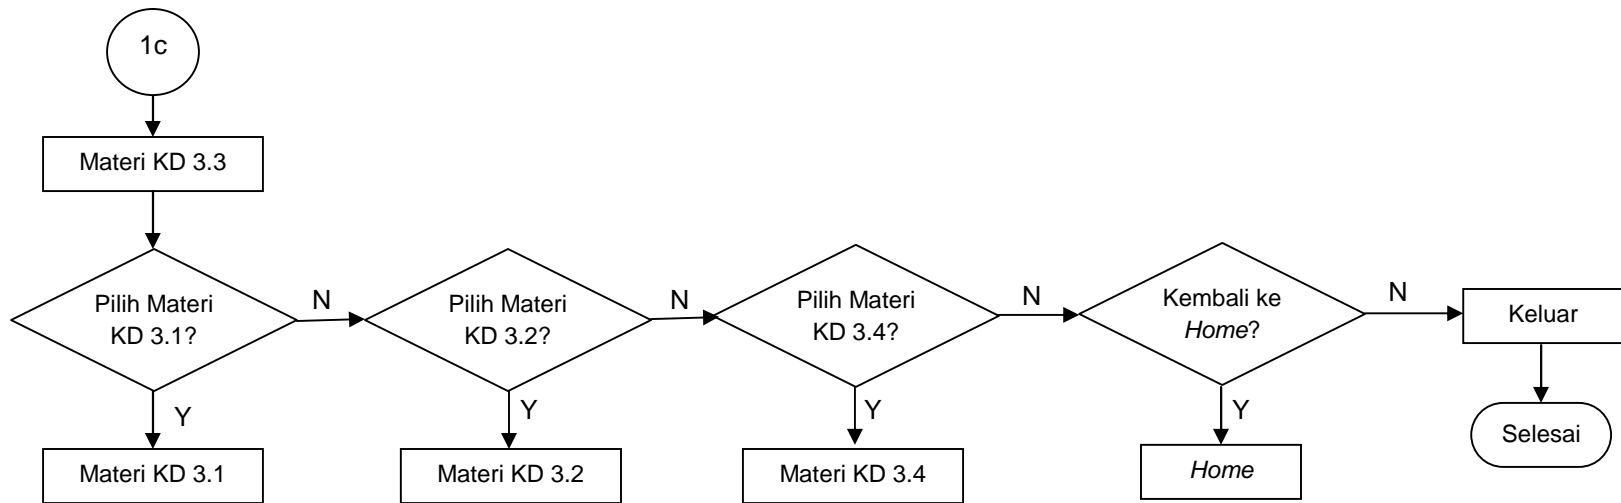 1c
Materi KD 3.3
Pilih Materi
KD 3.1?
N
Pilih Materi
KD 3.2?
N
Pilih Materi
KD 3.4?
N
Kembali ke
Home?
N
Keluar
Y
Y
Y
Y
Selesai
Materi KD 3.1
Materi KD 3.2
Materi KD 3.4
Home